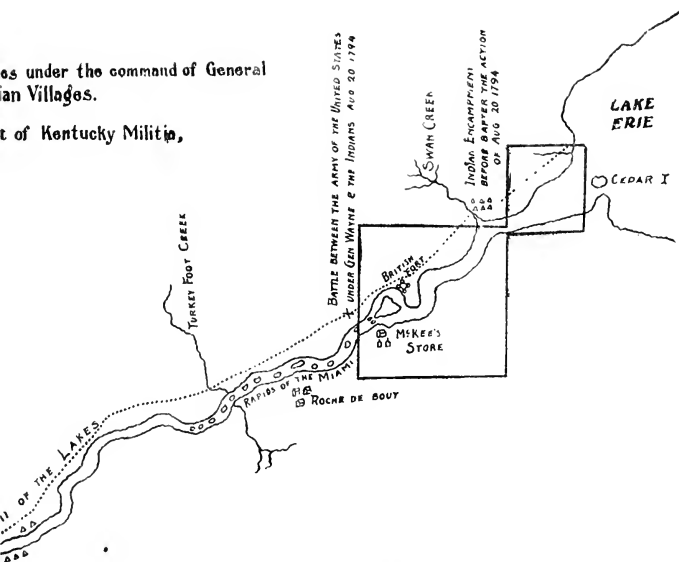 under the command of General
Villages.
of Kentucky Militia,
BATTLE BETWEEN THE ARMY OF THE UNITED STATES
UNDER GEN WAYNE & THE INDIANS AUG 20 1794
SWAN CREEK
INDIAN ENCAMPMENT
BEFORE & AFTER THE ACTION
OF AUG 20 1794
LAKE
ERIE
CEDAR I
TURKEY FOOT CREEK
BRITISH
FORT
MCKEE'S
STORE
RAPIDS OF THE MIAMI
ROCHE DE BOUT
OF THE LAKES